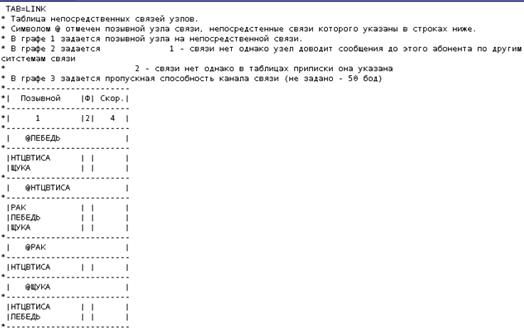 TAB=LINK
* Таблица непосредственных связей узлов.
* Символом @ отмечен позывной узла связи, непосредстенные связи которого указаны в строках ниже.
* В графе 1 задается позывной узла на непосредственной связи.
* В графе 2 задается 1 - связи нет однако узел доводит сообщения до этого абонента по другим
ситстемам связи
* 2 - связи нет однако в таблицах приписки она указана
* В графе 3 задается пропускная способность канала связи (не задано - 50 бод)
*------------------------
*| Позывной |Ф| Скор.|
*------------------------
*| 1 |2| 4 |
*------------------------
| @ПЕБЕДЬ |
*------------------------
|НТЦВТИСА | | |
|ЩУКА | | |
*------------------------
| @НТЦВТИСА |
*------------------------
|РАК | | |
|ПЕБЕДЬ | | |
|ЩУКА | | |
*------------------------
| @РАК |
*------------------------
|НТЦВТИСА | | |
*------------------------
| @ЩУКА |
*------------------------
|НТЦВТИСА | | |
|ПЕБЕДЬ | | |
*------------------------